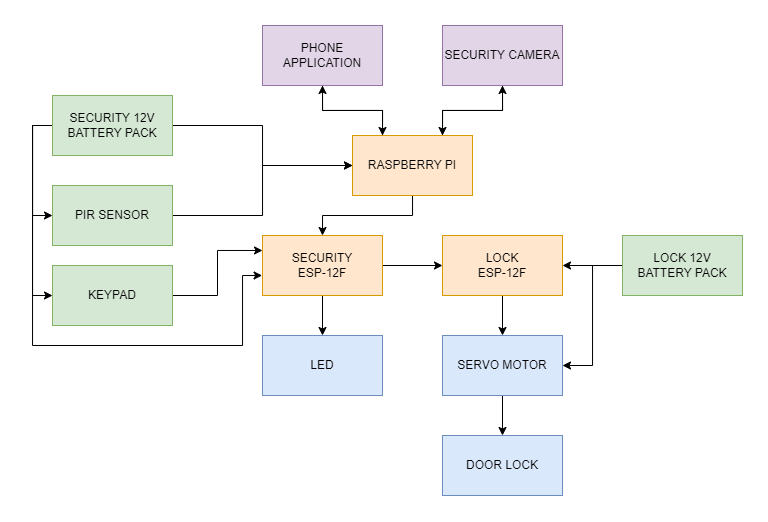 PHONE
APPLICATION
SECURITY CAMERA
SECURITY 12V
BATTERY PACK
RASPBERRY PI
PIR SENSOR
SECURITY
ESP-12F
LOCK
ESP-12F
LOCK 12V
BATTERY PACK
KEYPAD
LED
SERVO MOTOR
DOOR LOCK